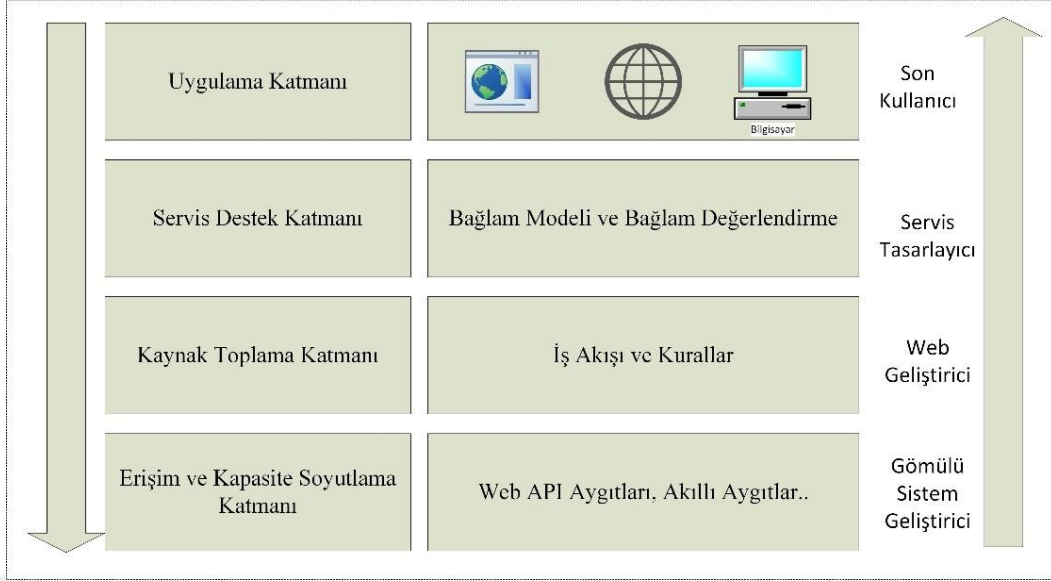 Uygulama Katmanı
Bilgisayar
Son
Kullanıcı
Servis Destek Katmanı
Bağlam Modeli ve Bağlam Değerlendirme
Servis
Tasarlayıcı
Kaynak Toplama Katmanı
İş Akışı ve Kurallar
Web
Geliştirici
Erişim ve Kapasite Soyutlama
Katmanı
Web API Aygıtları, Akıllı Aygıtlar..
Gömülü
Sistem
Geliştirici